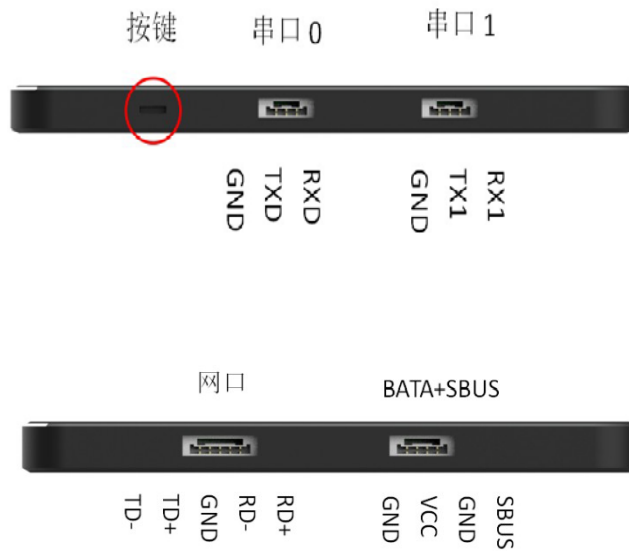 按键 串口 0 串口 1
GND TXD RXD GND TX1 RX1
网口 BATA+SBUS
TD- TD+ GND RD- RD+ GND VCC GND SBUS